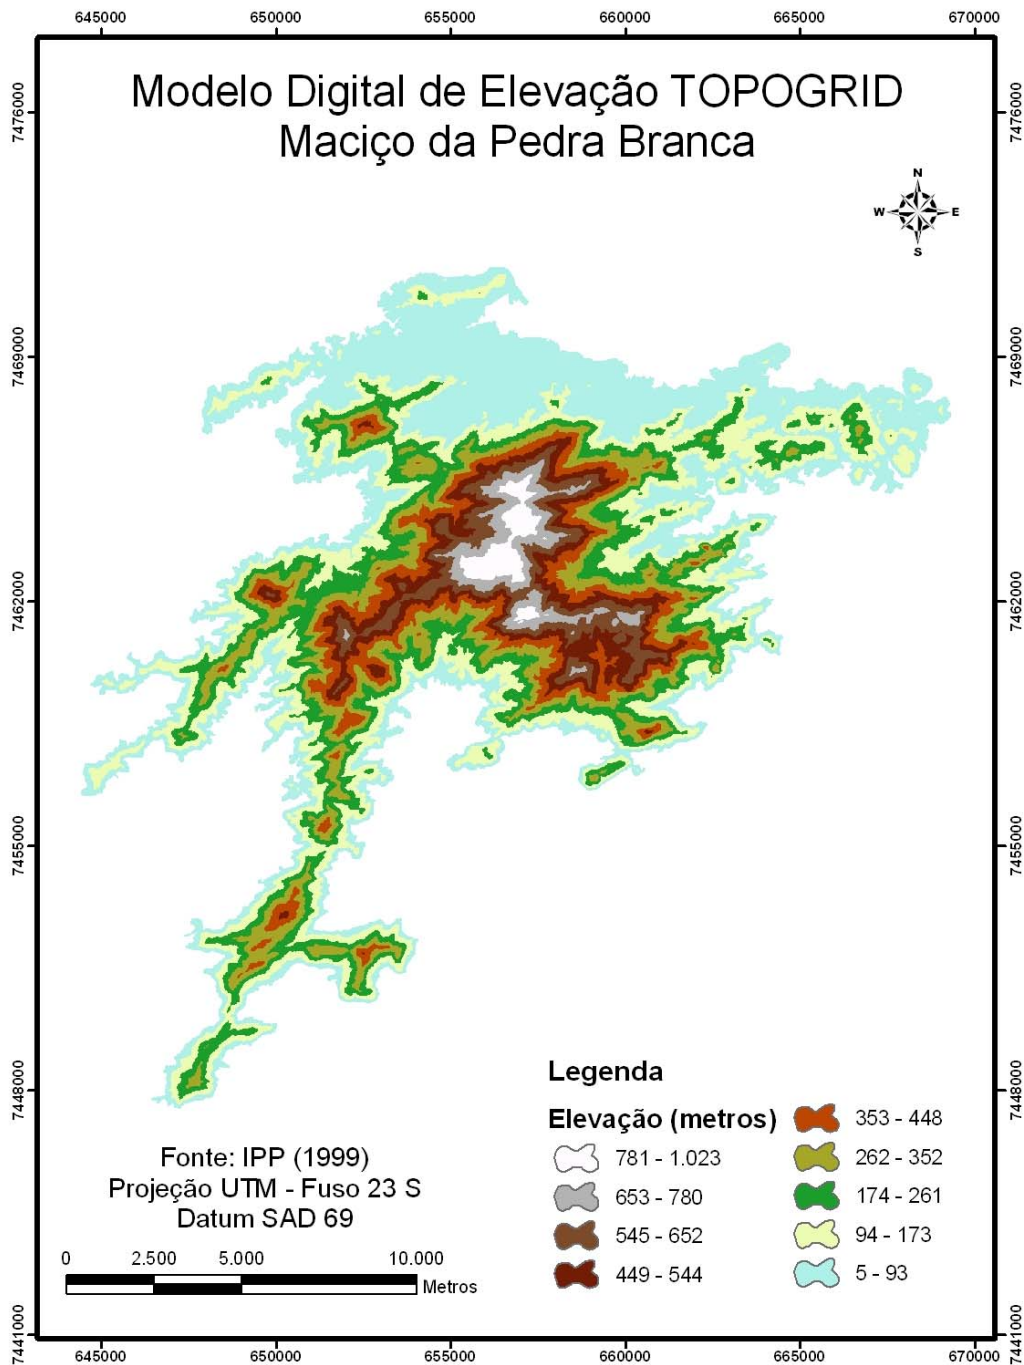 645000 650000 655000 660000 665000 670000
Modelo Digital de Elevação TOPOGRID
Maciço da Pedra Branca
N
W E
S
7476000 7476000
7469000 7469000
7462000 7462000
7455000 7455000
7448000 7448000
7441000 7441000
Legenda
Elevação (metros)
781 - 1.023
653 - 780
545 - 652
449 - 544
353 - 448
262 - 352
174 - 261
94 - 173
5 - 93
Fonte: IPP (1999)
Projeção UTM - Fuso 23 S
Datum SAD 69
0 2.500 5.000 10.000
Metros
645000 650000 655000 660000 665000 670000